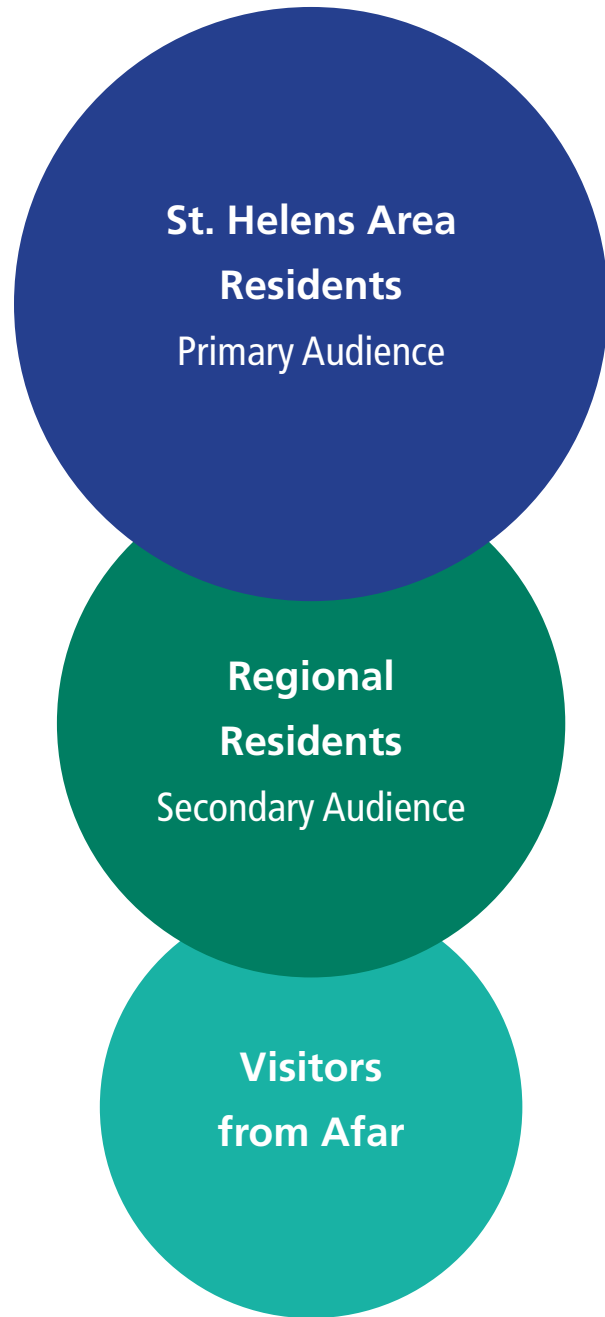 St. Helens Area
Residents
Primary Audience
Regional
Residents
Secondary Audience
Visitors
from Afar